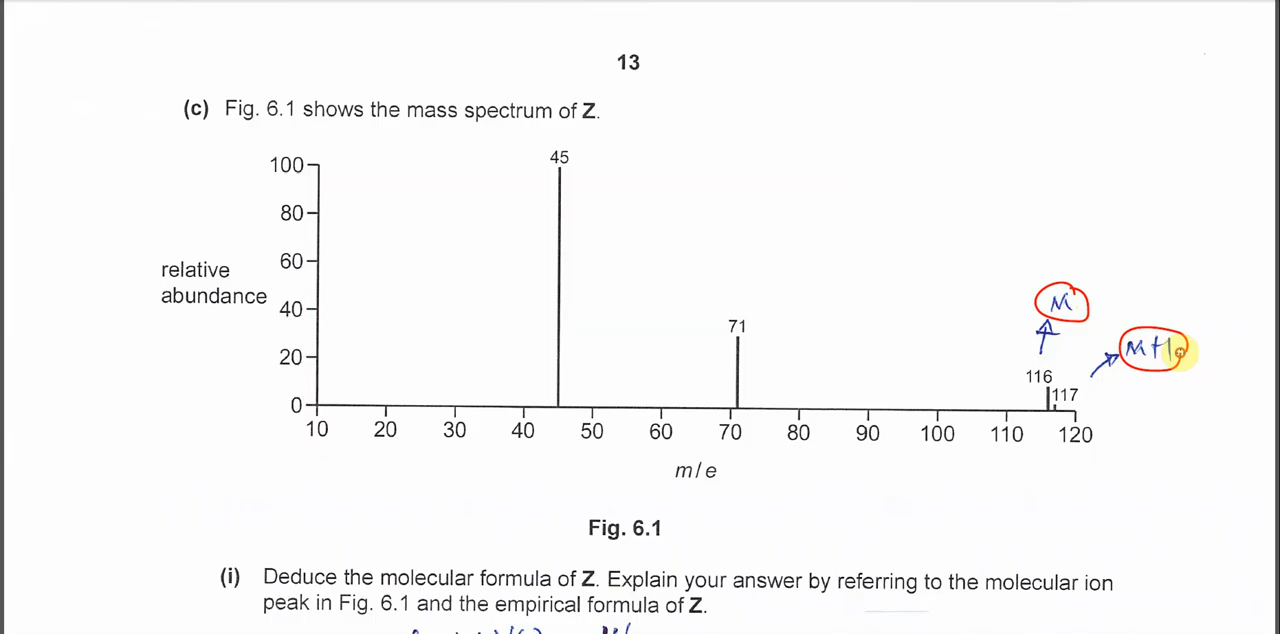 13
(c) Fig. 6.1 shows the mass spectrum of Z.
45
100
80
60
relative
abundance
40
20
0
71
M
M+1
116
117
10 20 30 40 50 60 70 80 90 100 110 120
m / e
Fig. 6.1
(i) Deduce the molecular formula of Z. Explain your answer by referring to the molecular ion
peak in Fig. 6.1 and the empirical formula of Z.